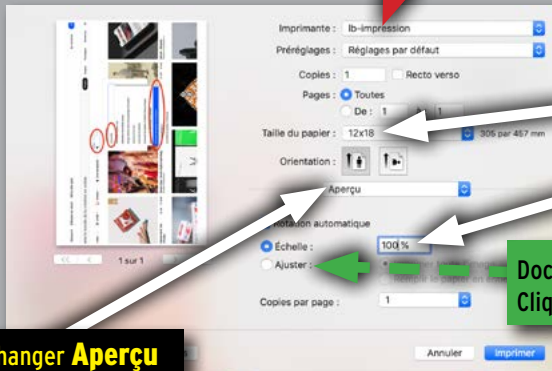 Imprimante : lb-impression
Préréglages : Réglages par défaut
Copies : 1 Recto verso
Pages : Toutes
De : 1 1
Taille du papier : 12x18 305 par 457 mm
Orientation :
Aperçu
Rotation automatique
Échelle : 100 %
Ajuster :
Copies par page : 1
1 sur 1
Doc
Cliq
hanger Aperçu
Annuler Imprimer